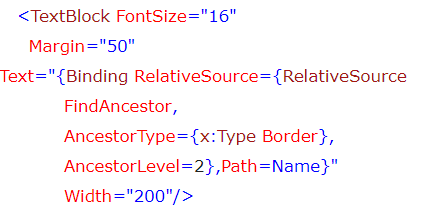 <TextBlock FontSize="16"
Margin="50"
Text="{Binding RelativeSource={RelativeSource
FindAncestor,
AncestorType={x:Type Border},
AncestorLevel=2},Path=Name}"
Width="200"/>